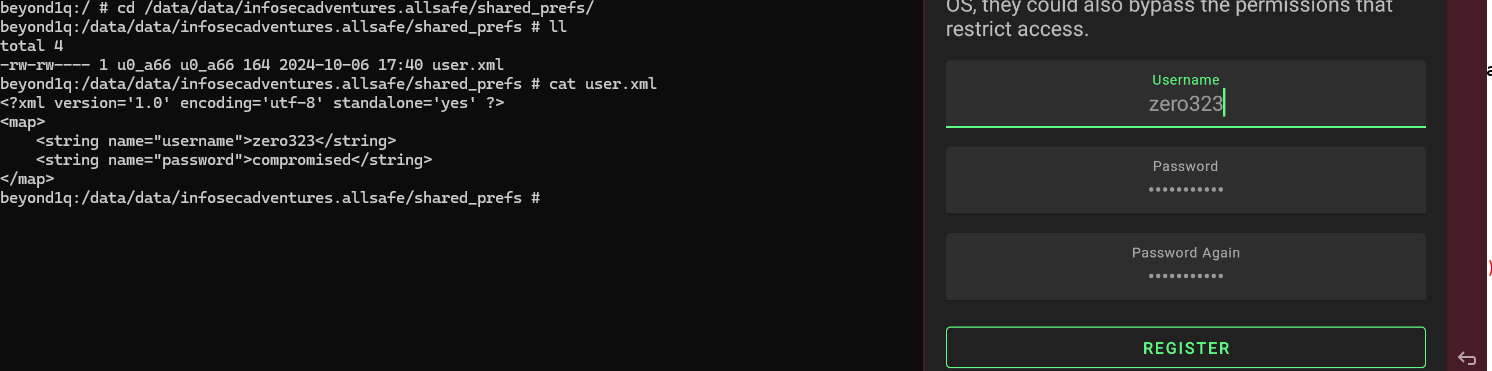 beyond1q:/ # cd /data/data/infosecadventures.allsafe/shared_prefs/
beyond1q:/data/data/infosecadventures.allsafe/shared_prefs # ll
total 4
-rw-rw---- 1 u0_a66 u0_a66 164 2024-10-06 17:40 user.xml
beyond1q:/data/data/infosecadventures.allsafe/shared_prefs # cat user.xml
<?xml version='1.0' encoding='utf-8' standalone='yes' ?>
<map>
    <string name="username">zero323</string>
    <string name="password">compromised</string>
</map>
beyond1q:/data/data/infosecadventures.allsafe/shared_prefs #
OS, they could also bypass the permissions that
restrict access.
Username
zero323
Password
•••••••••••
Password Again
•••••••••••
REGISTER